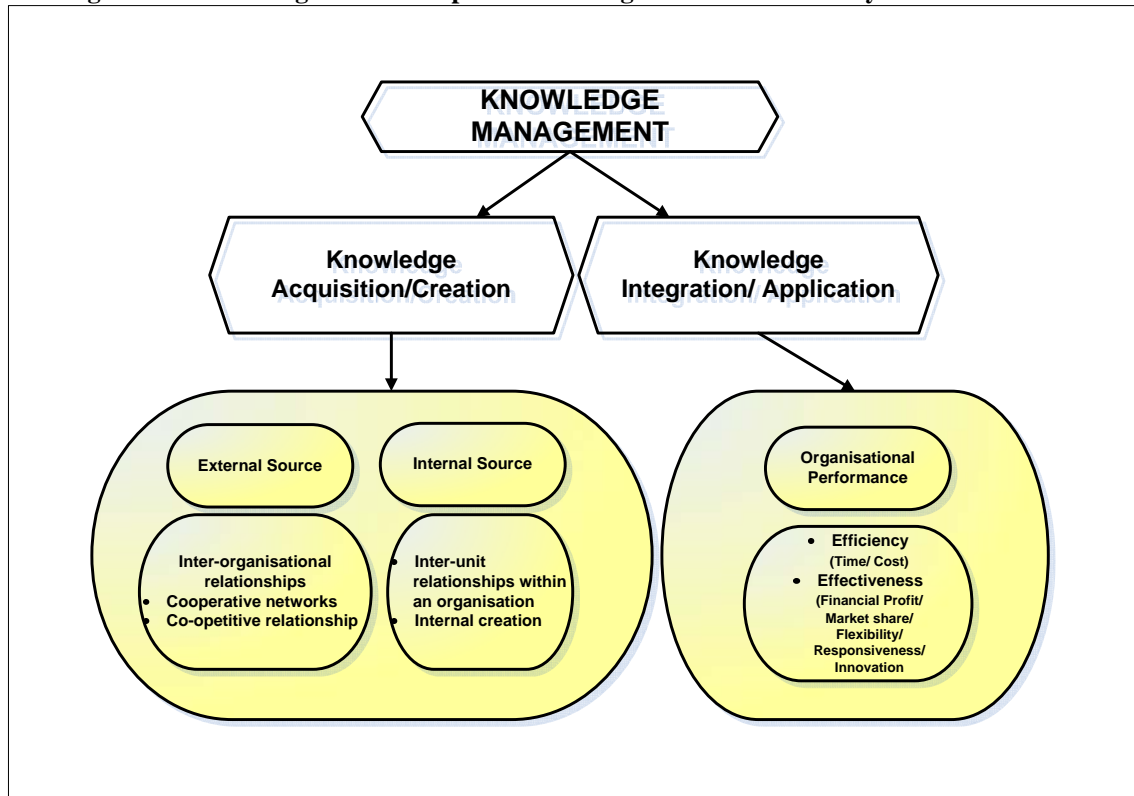 KNOWLEDGE
MANAGEMENT
Knowledge
Acquisition/Creation
Knowledge
Integration/ Application
External Source
Internal Source
Inter-organisational
relationships
• Cooperative networks
• Co-opetitive relationship
• Inter-unit
relationships within
an organisation
• Internal creation
Organisational
Performance
• Efficiency
(Time/ Cost)
• Effectiveness
(Financial Profit/
Market share/
Flexibility/
Responsiveness/
Innovation